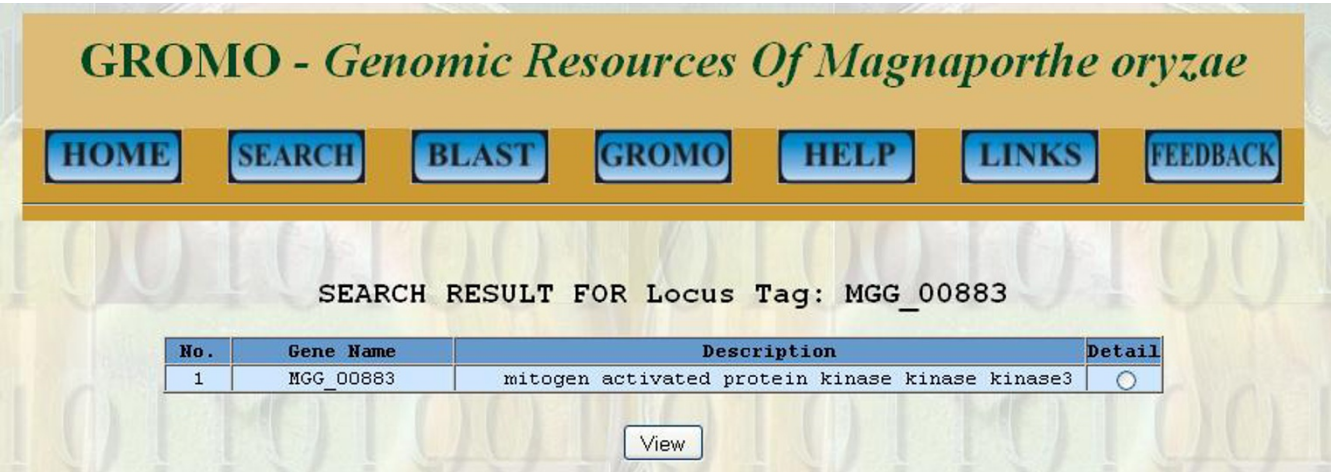 GROMO - Genomic Resources Of Magnaporthe oryzae
HOME SEARCH BLAST GROMO HELP LINKS FEEDBACK
SEARCH RESULT FOR Locus Tag: MGG_00883
No. Gene Name Description Detail
1 MGG_00883 mitogen activated protein kinase kinase kinase3
View